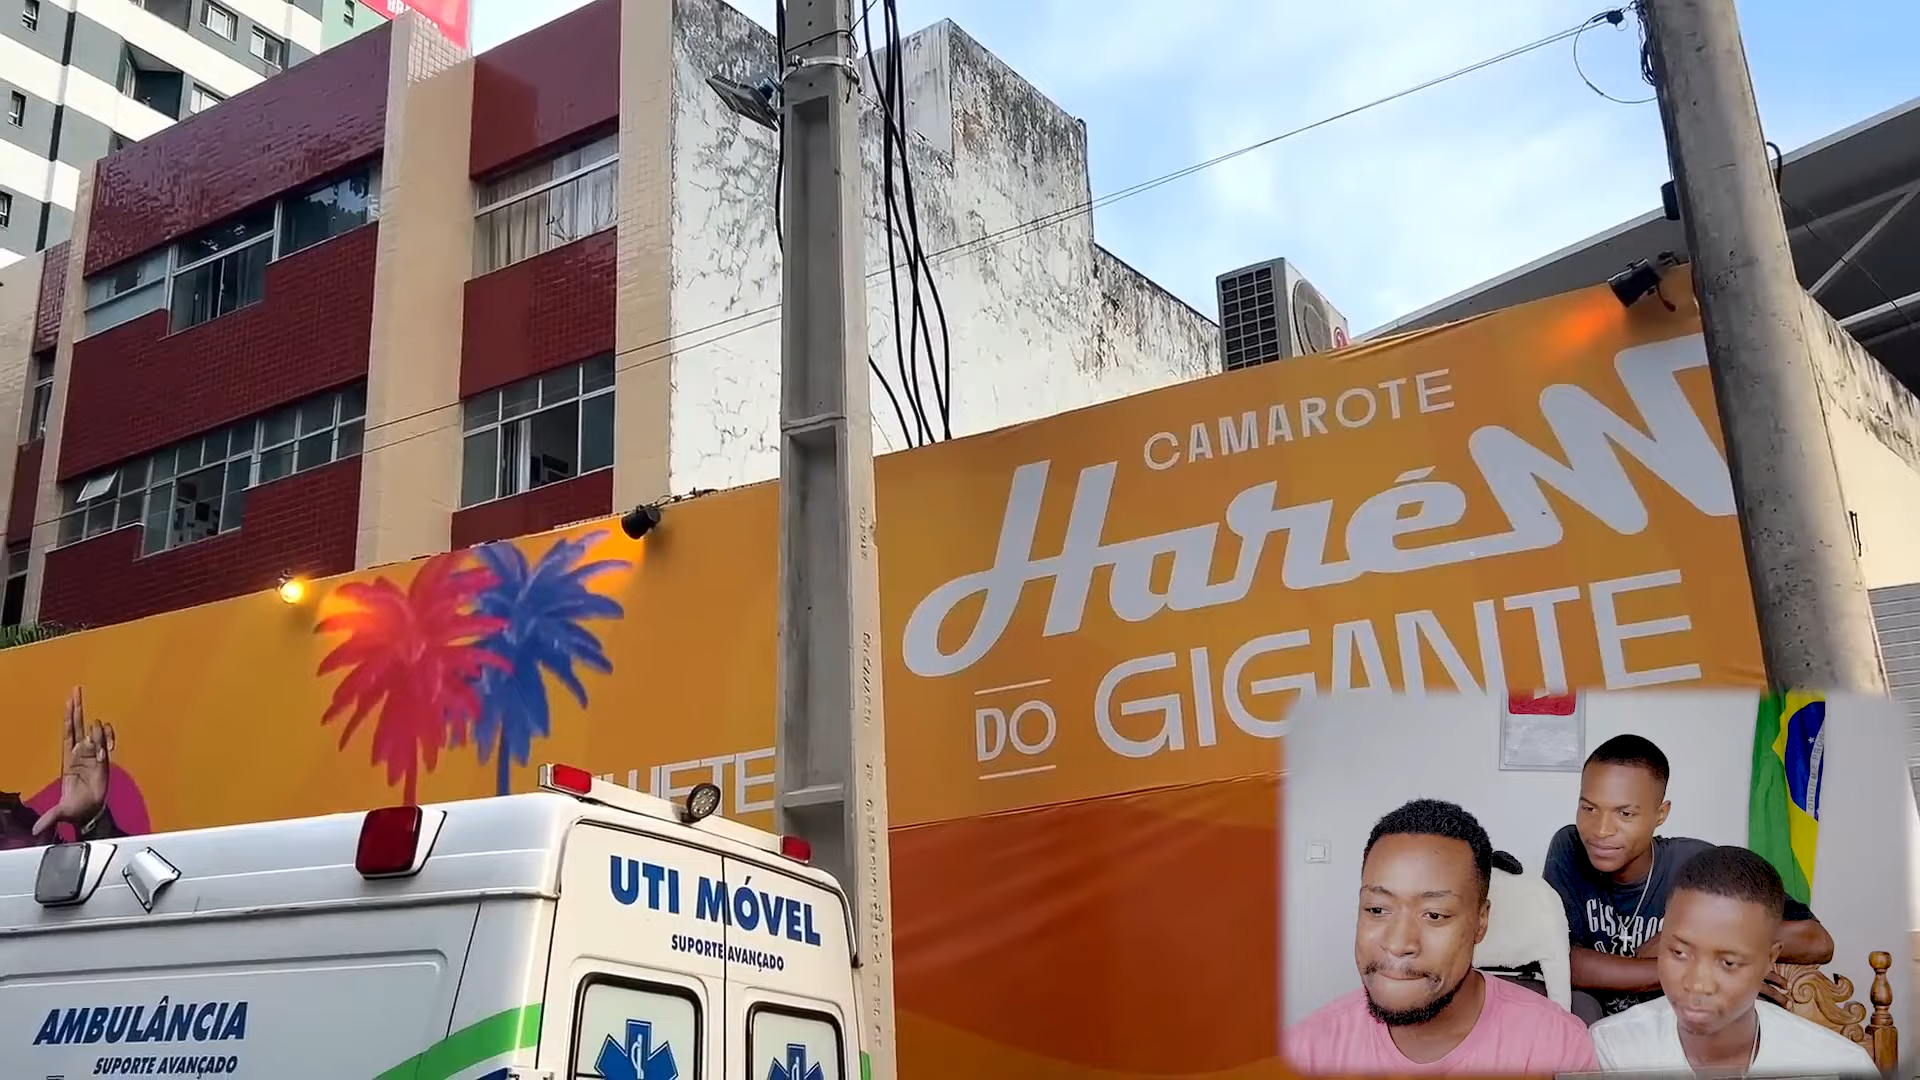 CAMAROTE
Harém
DO GIGANTE
UTI MÓVEL
SUPORTE AVANÇADO
AMBULÂNCIA
SUPORTE AVANÇADO